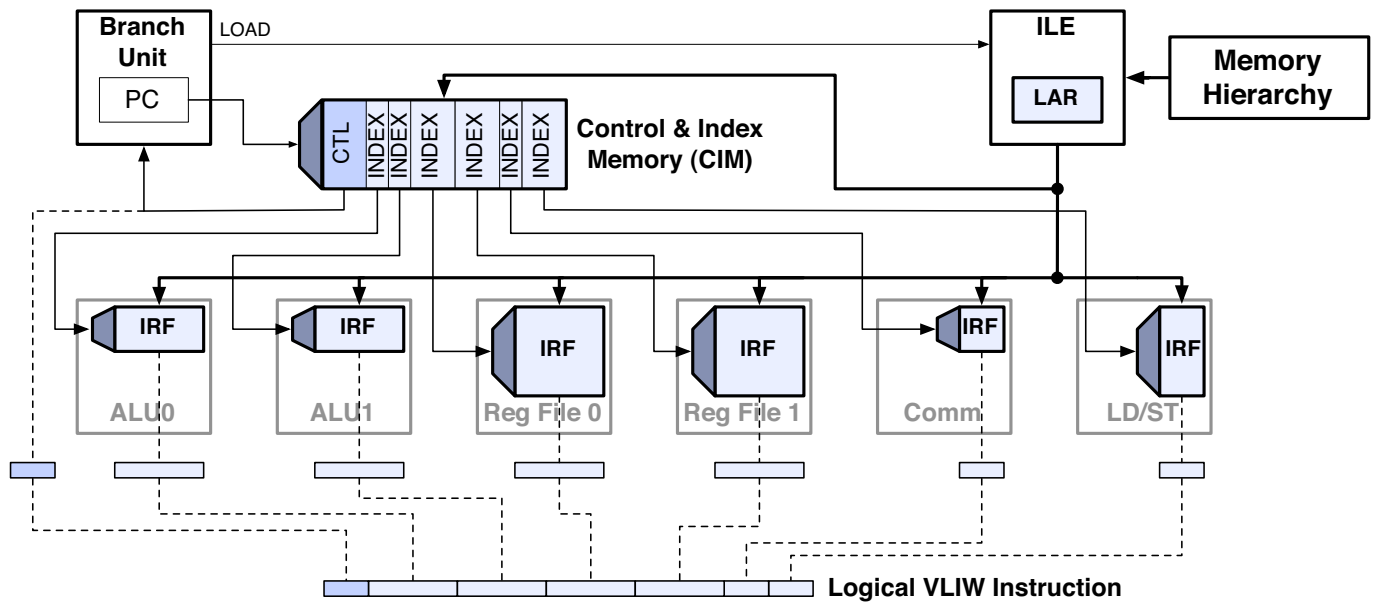 Branch
Unit
PC
LOAD
ILE
LAR
Memory
Hierarchy
CTL
INDEX
INDEX
INDEX
INDEX
INDEX
INDEX
Control & Index
Memory (CIM)
IRF
IRF
IRF
IRF
IRF
IRF
ALU0
ALU1
Reg File 0
Reg File 1
Comm
LD/ST
Logical VLIW Instruction